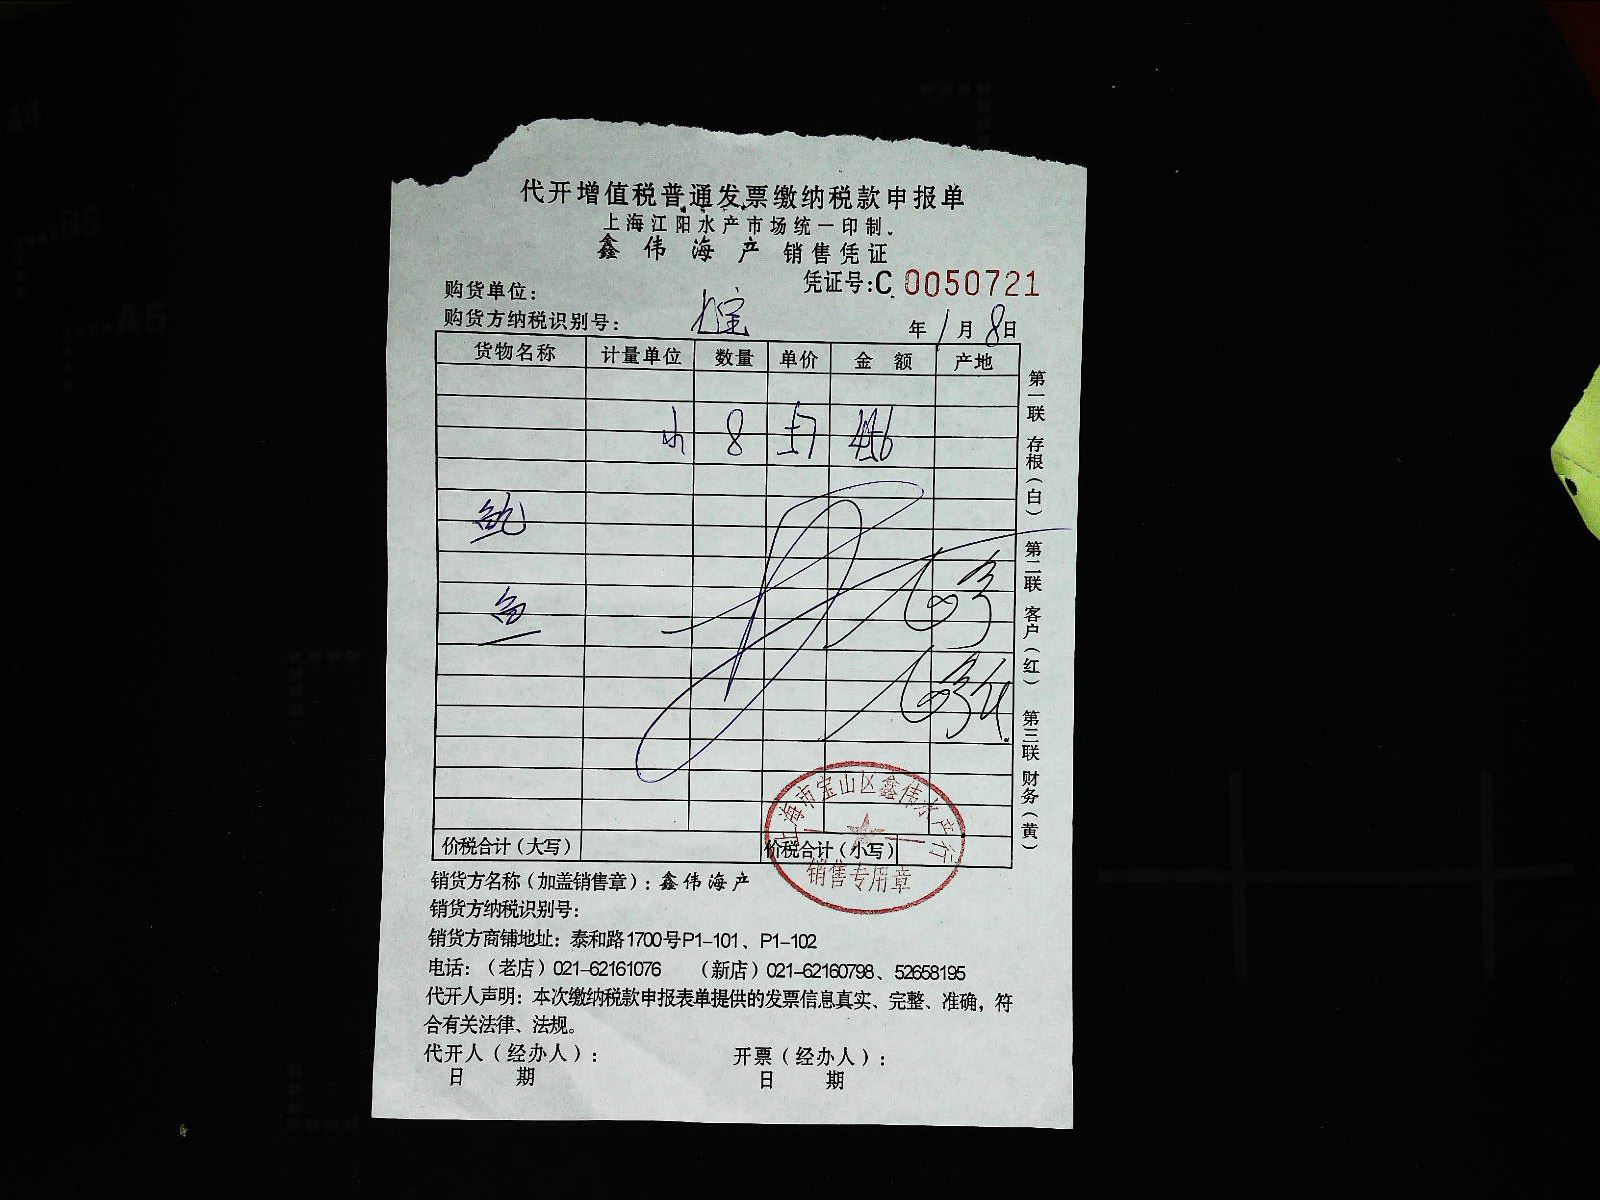 代开增值税普通发票缴纳税款申报单
上海江阳水产市场统一印制.
鑫伟海产 销售凭证
凭证号:C. 0050721
购货单位:
购货方纳税识别号:
年1月8日
货物名称 计量单位 数量 单价 金额 产地
小 8
鲍
鱼
价税合计(大写) 价税合计(小写)
第一联 存根(白) 第二联 客户(红) 第三联 财务(黄)
上海市宝山区鑫伟水产行
销售专用章
销货方名称(加盖销售章): 鑫伟海产
销货方纳税识别号:
销货方商铺地址: 泰和路1700号P1-101、P1-102
电话:(老店)021-62161076 (新店)021-62160798、52658195
代开人声明: 本次缴纳税款申报表单提供的发票信息真实、完整、准确, 符
合有关法律、法规。
代开人(经办人): 开票(经办人):
日 期 日 期
A4
B5
A5